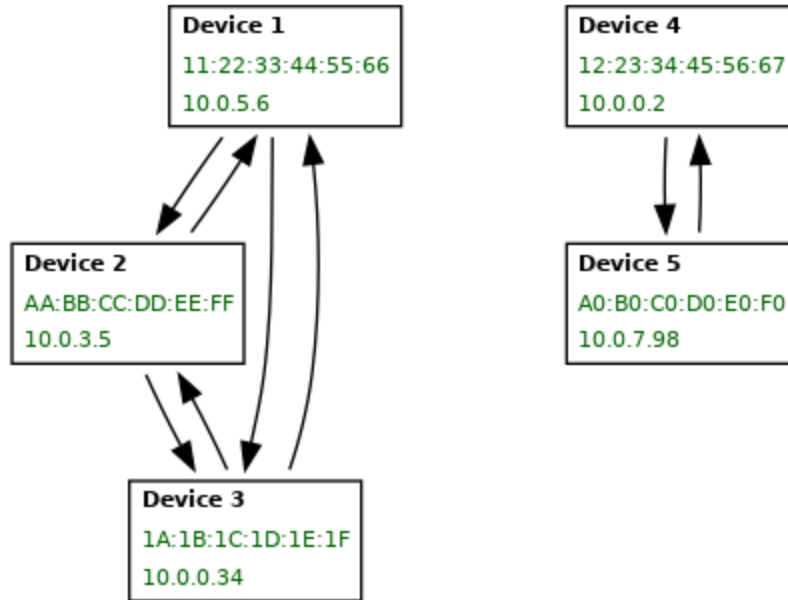 Device 1
11:22:33:44:55:66
10.0.5.6
Device 4
12:23:34:45:56:67
10.0.0.2
Device 2
AA:BB:CC:DD:EE:FF
10.0.3.5
Device 5
A0:B0:C0:D0:E0:F0
10.0.7.98
Device 3
1A:1B:1C:1D:1E:1F
10.0.0.34